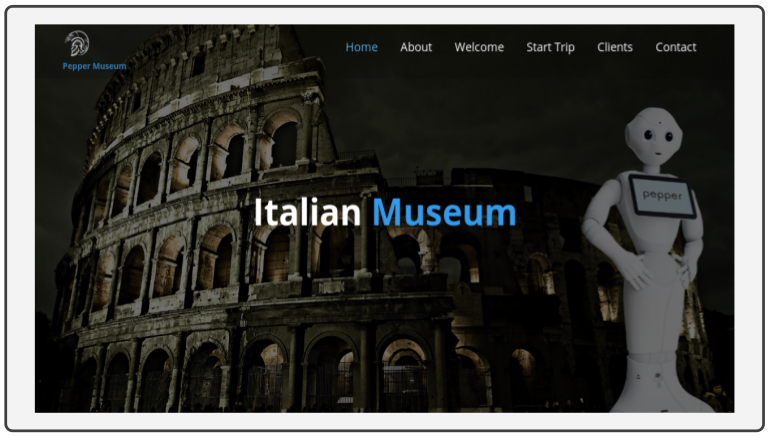 Home About Welcome Start Trip Clients Contact
Pepper Museum
pepper
Italian Museum